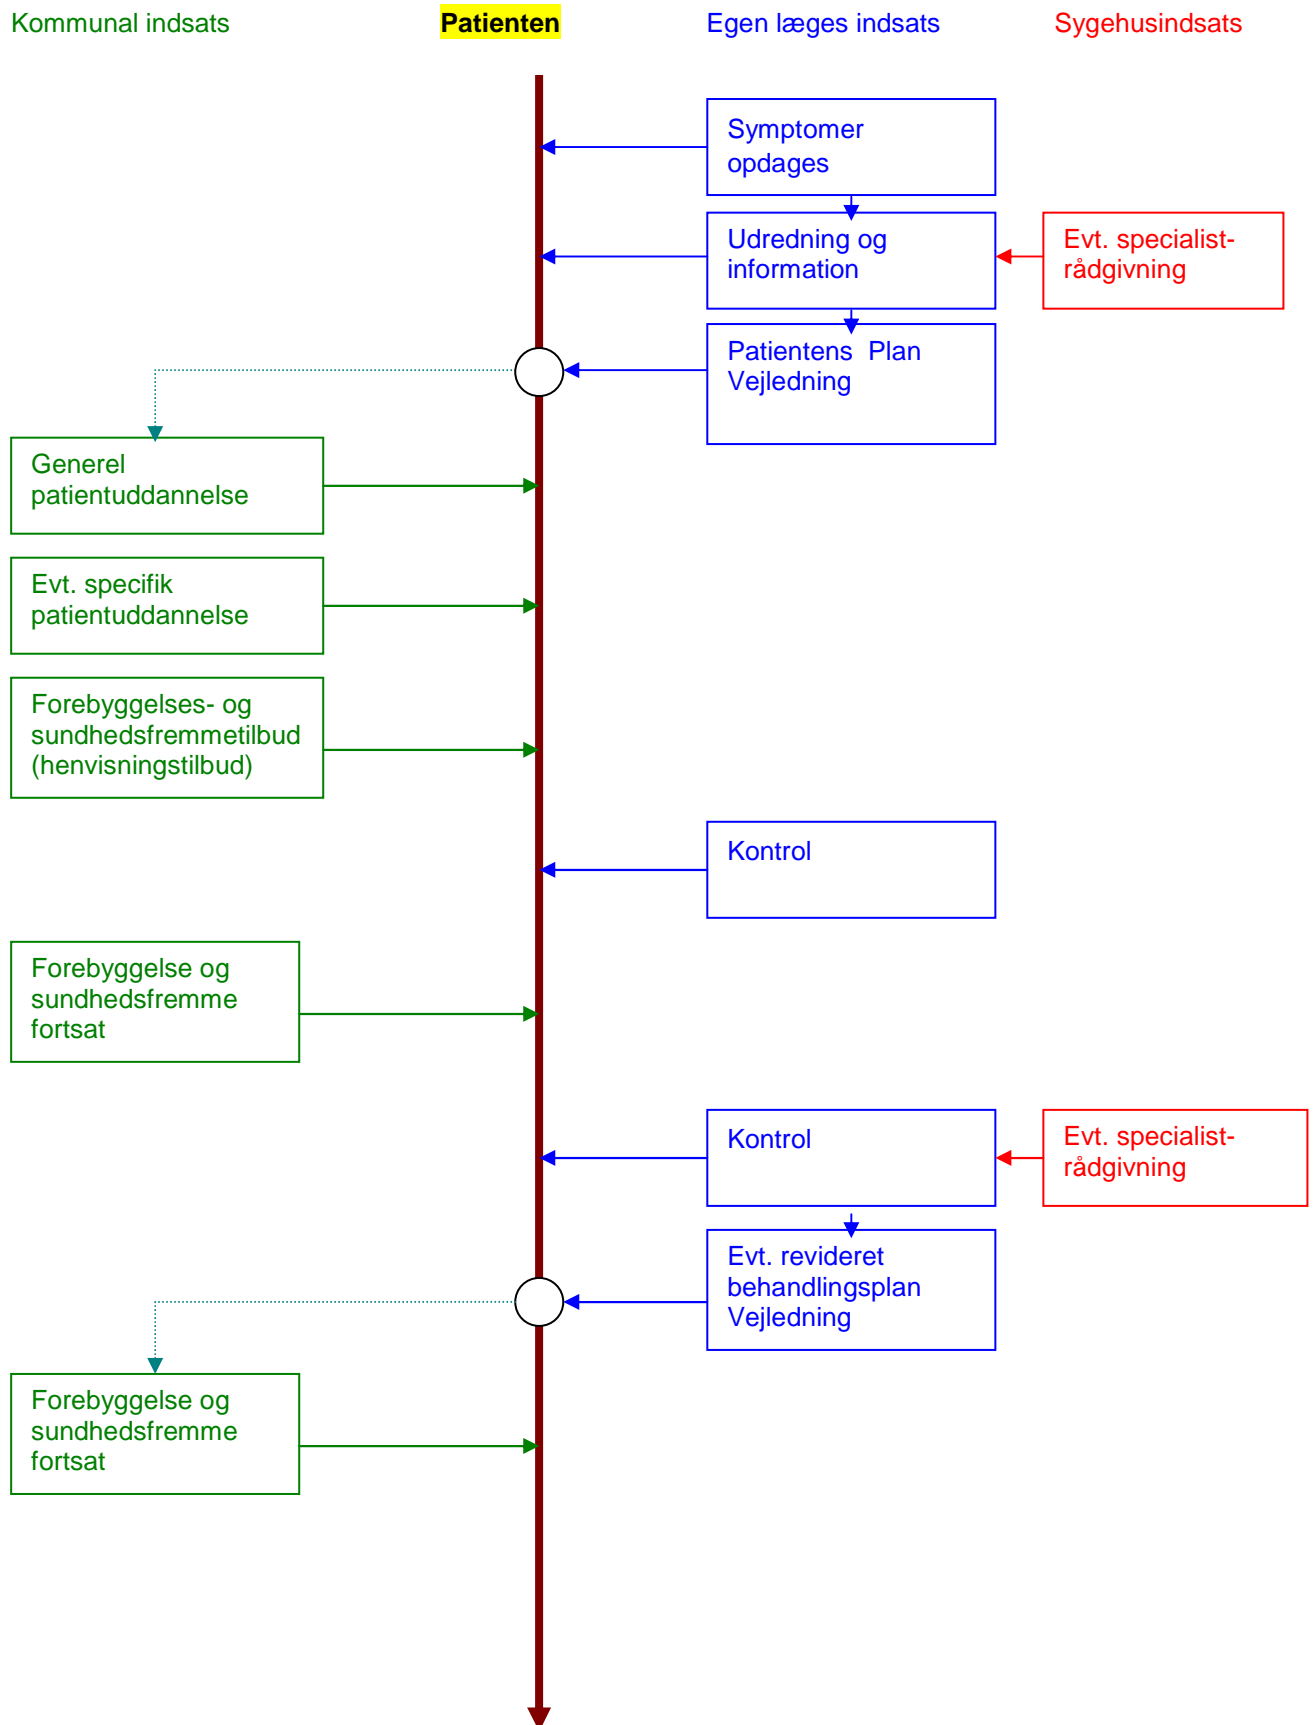 Kommunal indsats
Patienten
Egen læges indsats
Sygehusindsats
Symptomer
opdages
Udredning og
information
Evt. specialist-
rådgivning
Patientens Plan
Vejledning
Generel
patientuddannelse
Evt. specifik
patientuddannelse
Forebyggelses- og
sundhedsfremmetilbud
(henvisningstilbud)
Kontrol
Forebyggelse og
sundhedsfremme
fortsat
Kontrol
Evt. specialist-
rådgivning
Evt. revideret
behandlingsplan
Vejledning
Forebyggelse og
sundhedsfremme
fortsat